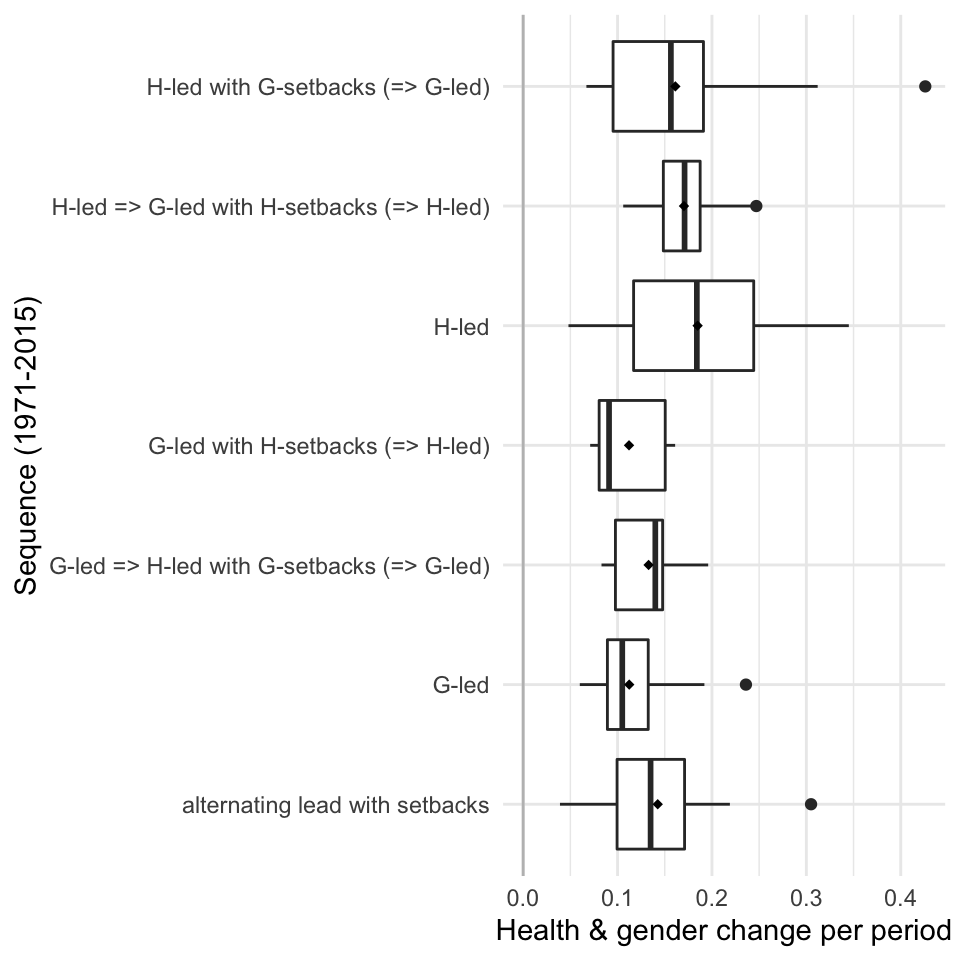 Sequence (1971-2015)
H-led with G-setbacks (=> G-led)
H-led => G-led with H-setbacks (=> H-led)
H-led
G-led with H-setbacks (=> H-led)
G-led => H-led with G-setbacks (=> G-led)
G-led
alternating lead with setbacks
0.0 0.1 0.2 0.3 0.4
Health & gender change per period